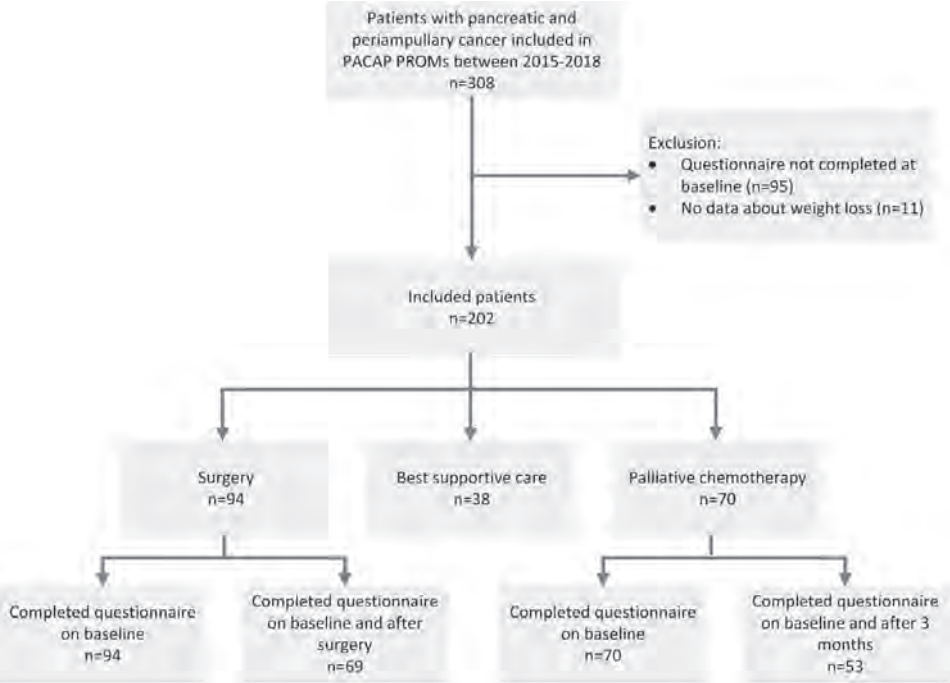 Patients with pancreatic and
periampullary cancer included in
PACAP PROMs between 2015-2018
n=308
Exclusion:
• Questionnaire not completed at
baseline (n=95)
• No data about weight loss (n=11)
Included patients
n=202
Surgery
n=94
Best supportive care
n=38
Palliative chemotherapy
n=70
Completed questionnaire
on baseline
n=94
Completed questionnaire
on baseline and after
surgery
n=69
Completed questionnaire
on baseline
n=70
Completed questionnaire
on baseline and after 3
months
n=53